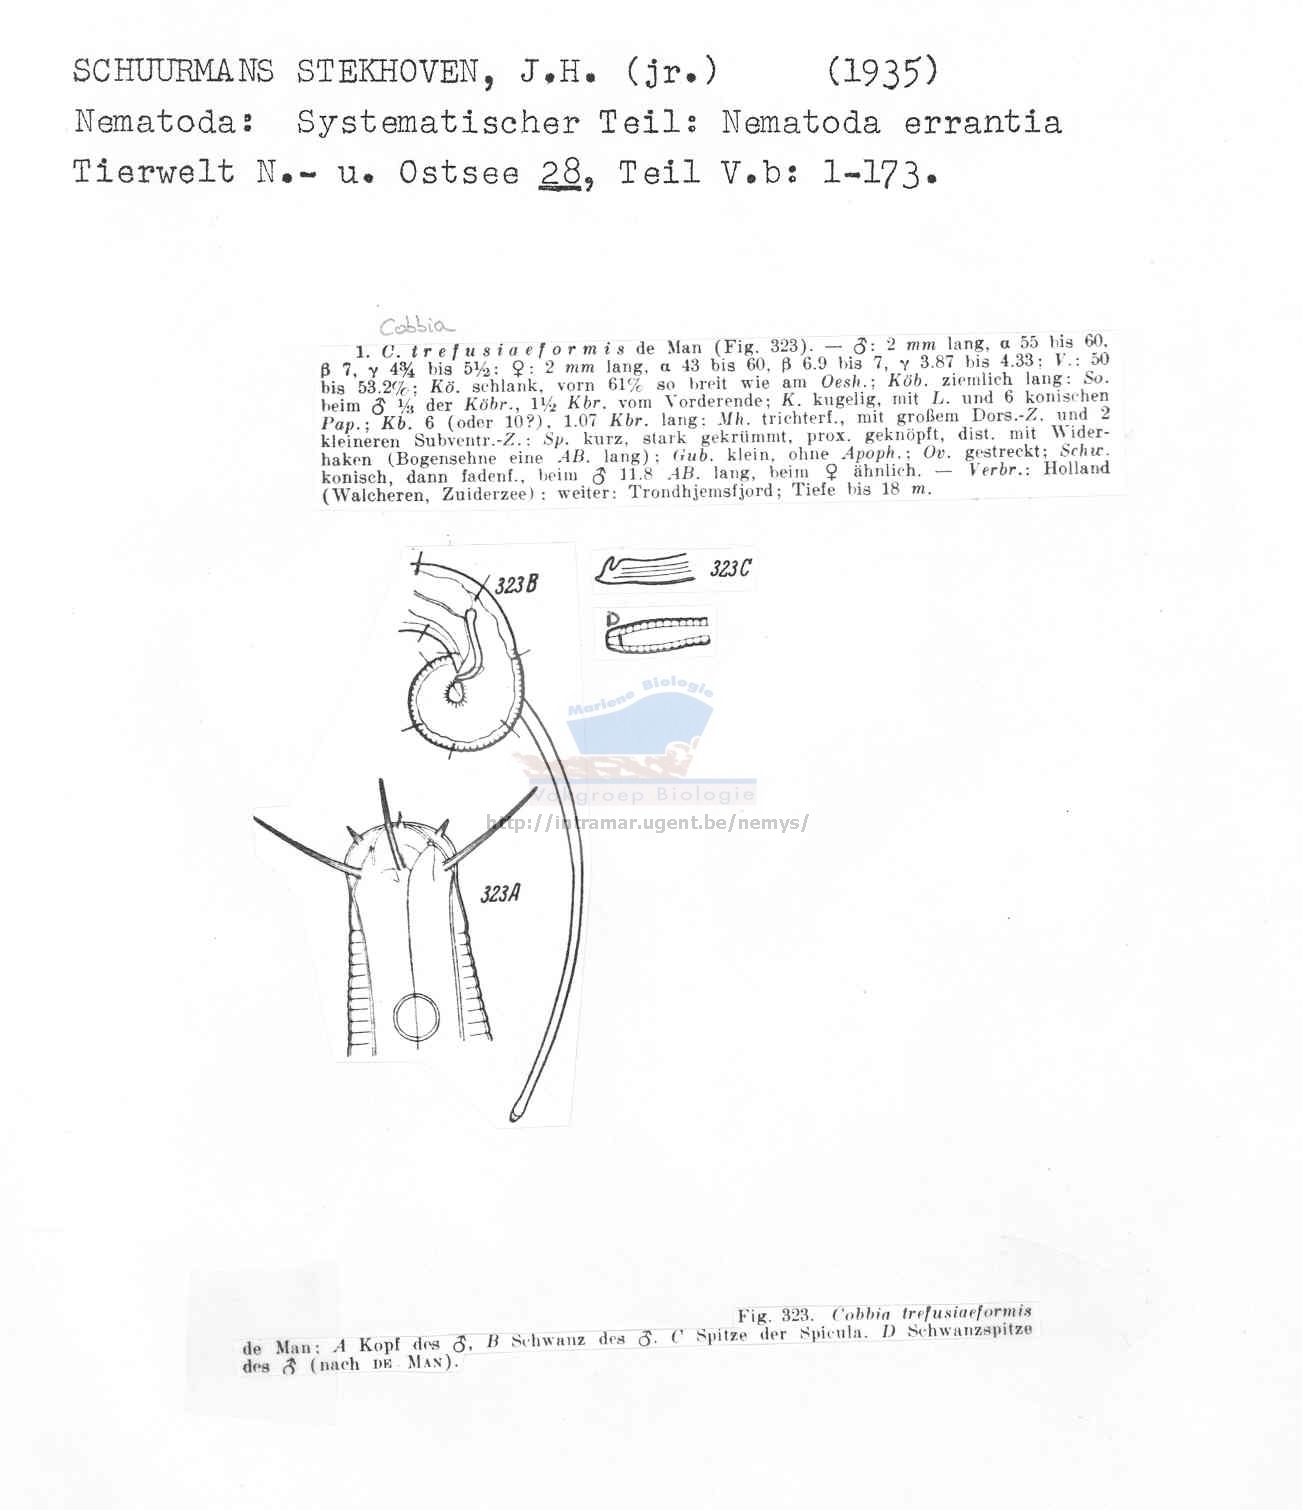 SCHUURMANS STEKHOVEN, J.H. (jr.) (1935)
Nematoda: Systematischer Teil: Nematoda errantia
Tierwelt N.- u. Ostsee 28, Teil V.b: 1-173.
Cobbia
1. C. trefusiaeformis de Man (Fig. 323). — ♂: 2 mm lang, α 55 bis 60,
β 7, γ 4¾ bis 5½; ♀: 2 mm lang, α 43 bis 60, β 6.9 bis 7, γ 3.87 bis 4.33; V.: 50
bis 53.2%; Kö. schlank, vorn 61% so breit wie am Oesh.; Köb. ziemlich lang; So.
beim ♂ ⅓ der Köbr., 1½ Kbr. vom Vorderende; K. kugelig, mit L. und 6 konischen
Pap.; Kb. 6 (oder 10?), 1.07 Kbr. lang; Mh. trichterf., mit großem Dors.-Z. und 2
kleineren Subventr.-Z.; Sp. kurz, stark gekrümmt, prox. geknöpft, dist. mit Wider-
haken (Bogensehne eine AB. lang); Gub. klein, ohne Apoph.; Ov. gestreckt; Schw.
konisch, dann fadenf., beim ♂ 11.8 AB. lang, beim ♀ ähnlich. — Verbr.: Holland
(Walcheren, Zuiderzee); weiter: Trondhjemsfjord; Tiefe bis 18 m.
323B
323C
D
Mariene Biologie
Vakgroep Biologie
http://intramar.ugent.be/nemys/
323A
Fig. 323. Cobbia trefusiaeformis
de Man; A Kopf des ♂, B Schwanz des ♂. C Spitze der Spicula. D Schwanzspitze
des ♂ (nach DE MAN).